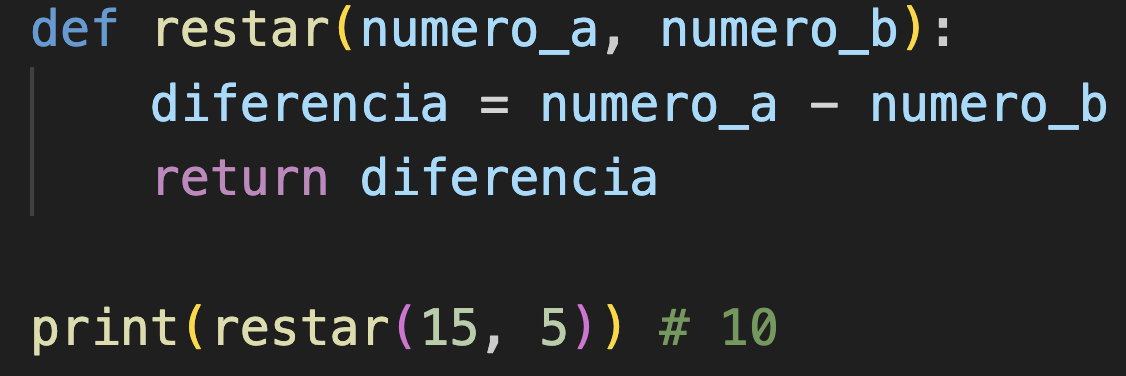 def restar(numero_a, numero_b):
    diferencia = numero_a - numero_b
    return diferencia
print(restar(15, 5)) # 10